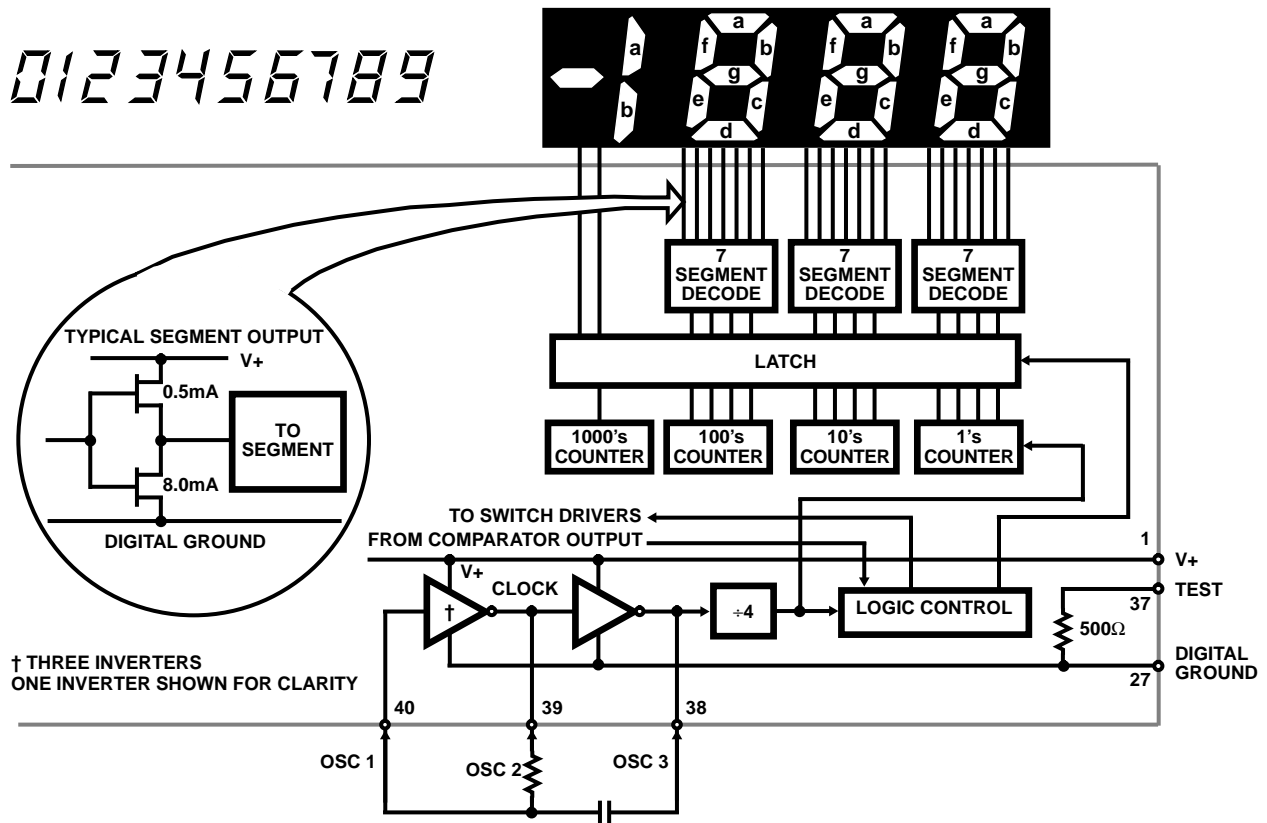 0123456789
a
b
a
f
b
g
e
c
d
a
f
b
g
e
c
d
a
f
b
g
e
c
d
7
SEGMENT
DECODE
7
SEGMENT
DECODE
7
SEGMENT
DECODE
TYPICAL SEGMENT OUTPUT
V+
0.5mA
TO
SEGMENT
8.0mA
DIGITAL GROUND
LATCH
1000's
COUNTER
100's
COUNTER
10's
COUNTER
1's
COUNTER
TO SWITCH DRIVERS
FROM COMPARATOR OUTPUT
1
V+
V+
CLOCK
†
÷4
LOGIC CONTROL
TEST
37
500Ω
DIGITAL
GROUND
27
† THREE INVERTERS
ONE INVERTER SHOWN FOR CLARITY
40
39
38
OSC 1
OSC 2
OSC 3